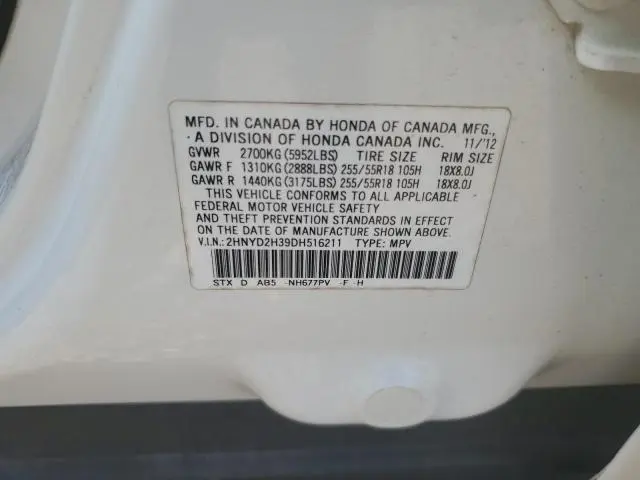 MFD. IN CANADA BY HONDA OF CANADA MFG.,
A DIVISION OF HONDA CANADA INC. 11/'12
GVWR 2700KG (5952LBS) TIRE SIZE RIM SIZE
GAWR F 1310KG (2888LBS) 255/55R18 105H 18X8.0J
GAWR R 1440KG (3175LBS) 255/55R18 105H 18X8.0J
THIS VEHICLE CONFORMS TO ALL APPLICABLE
FEDERAL MOTOR VEHICLE SAFETY
AND THEFT PREVENTION STANDARDS IN EFFECT
ON THE DATE OF MANUFACTURE SHOWN ABOVE.
V.I.N.: 2HNYD2H39DH516211 TYPE: MPV
STX D AB5 -NH677PV -F -H